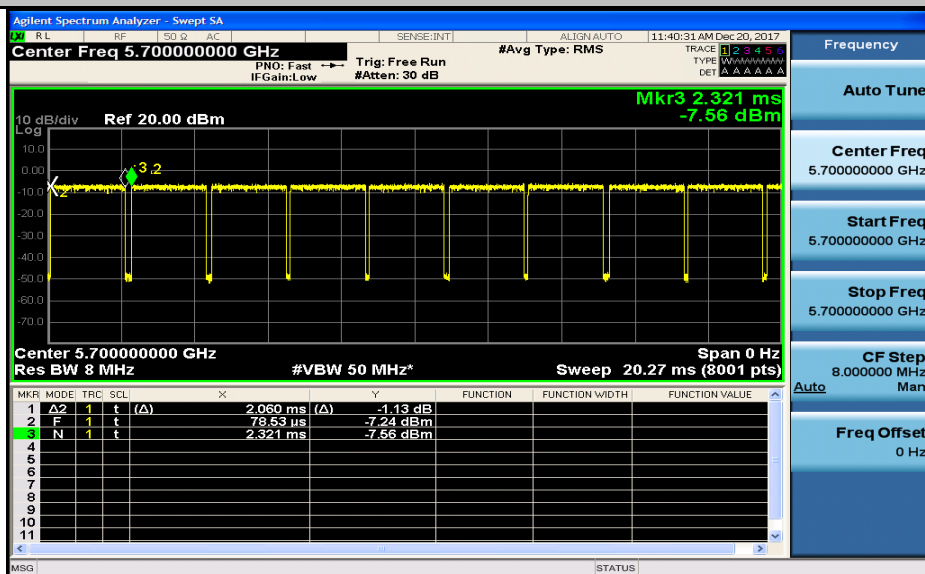 Agilent Spectrum Analyzer - Swept SA
LXI RL RF 50 Ω AC SENSE:INT ALIGN AUTO 11:40:31 AM Dec 20, 2017
Center Freq 5.700000000 GHz #Avg Type: RMS TRACE 1 2 3 4 5 6
PNO: Fast Trig: Free Run TYPE WWWWWW
IFGain:Low #Atten: 30 dB DET A A A A A A
Mkr3 2.321 ms
10 dB/div Ref 20.00 dBm -7.56 dBm
Log
10.0
0.00
-10.0
-20.0
-30.0
-40.0
-50.0
-60.0
-70.0
3
2
2
Center 5.700000000 GHz Span 0 Hz
Res BW 8 MHz #VBW 50 MHz* Sweep 20.27 ms (8001 pts)
MKR MODE TRC SCL X Y FUNCTION FUNCTION WIDTH FUNCTION VALUE
1 Δ2 1 t (Δ) 2.060 ms (Δ) -1.13 dB
2 F 1 t 78.53 µs -7.24 dBm
3 N 1 t 2.321 ms -7.56 dBm
4
5
6
7
8
9
10
11
MSG STATUS
Frequency
Auto Tune
Center Freq
5.700000000 GHz
Start Freq
5.700000000 GHz
Stop Freq
5.700000000 GHz
CF Step
8.000000 MHz
Auto Man
Freq Offset
0 Hz